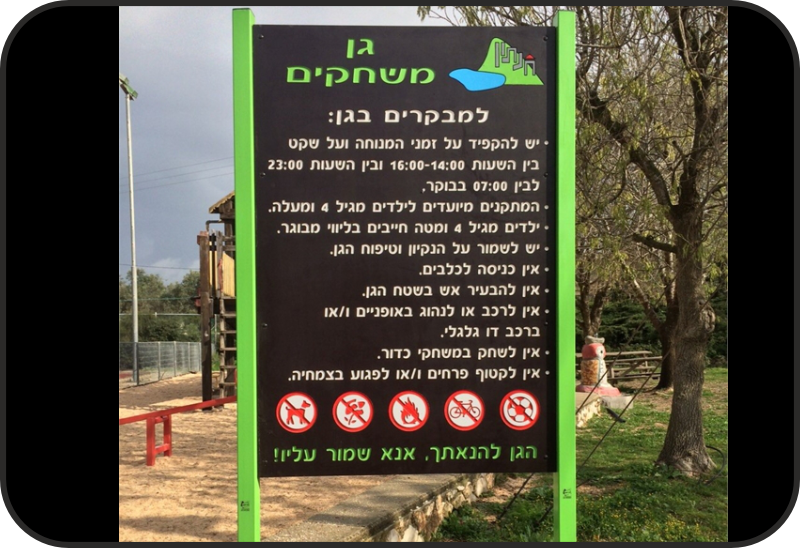 גן
משחקים
חניתון
למבקרים בגן:
• יש להקפיד על זמני המנוחה ועל שקט
בין השעות 16:00-14:00 ובין השעות 23:00
לבין 07:00 בבוקר.
• המתקנים מיועדים לילדים מגיל 4 ומעלה.
• ילדים מגיל 4 ומטה חייבים בליווי מבוגר.
• יש לשמור על הנקיון וטיפוח הגן.
• אין כניסה לכלבים.
• אין להבעיר אש בשטח הגן.
• אין לרכב או לנהוג באופניים ו/או
ברכב דו גלגלי.
• אין לשחק במשחקי כדור.
• אין לקטוף פרחים ו/או לפגוע בצמחיה.
הגן להנאתך, אנא שמור עליו!